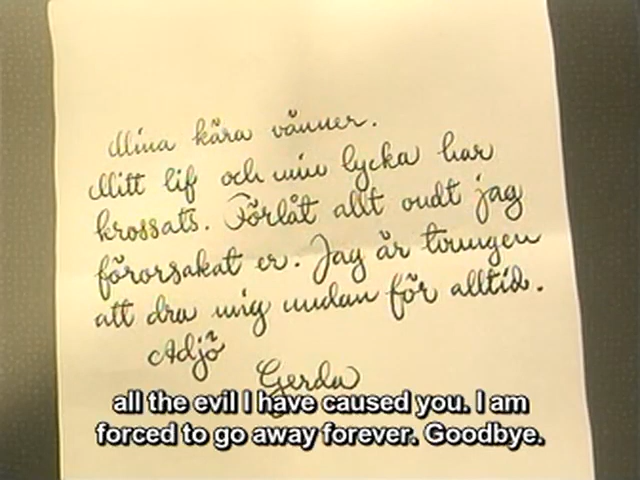 Mina kära vänner.
Mitt lif och min lycka har
krossats. Förlåt allt ondt jag
förorsakat er. Jag är tvungen
att dra mig undan för alltid.
Adjö
Gerda
all the evil I have caused you. I am
forced to go away forever. Goodbye.